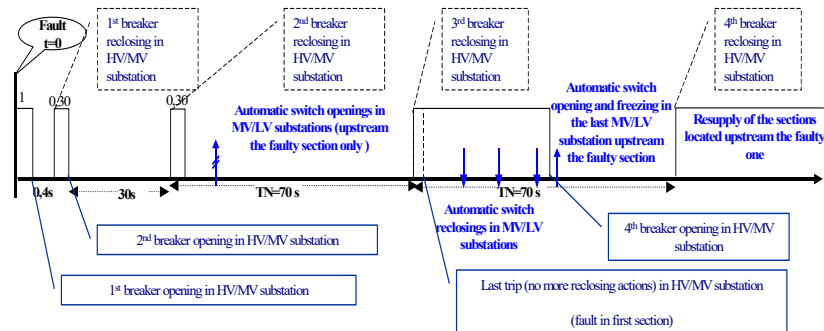 Fault
t=0
1st breaker
reclosing in
HV/MV
substation
2nd breaker
reclosing in
HV/MV
substation
3rd breaker
reclosing in
HV/MV
substation
4th breaker
reclosing in
HV/MV
substation
1
0,30
0,30
Automatic switch openings in
MV/LV substations (upstream
the faulty section only )
Automatic switch
opening and freezing in
the last MV/LV
substation upstream
the faulty section
Resupply of the sections
located upstream the faulty
one
0,4s
30s
TN=70 s
TN=70 s
Automatic switch
reclosings in MV/LV
substations
2nd breaker opening in HV/MV substation
4th breaker opening in HV/MV
substation
1st breaker opening in HV/MV substation
Last trip (no more reclosing actions) in HV/MV substation
(fault in first section)